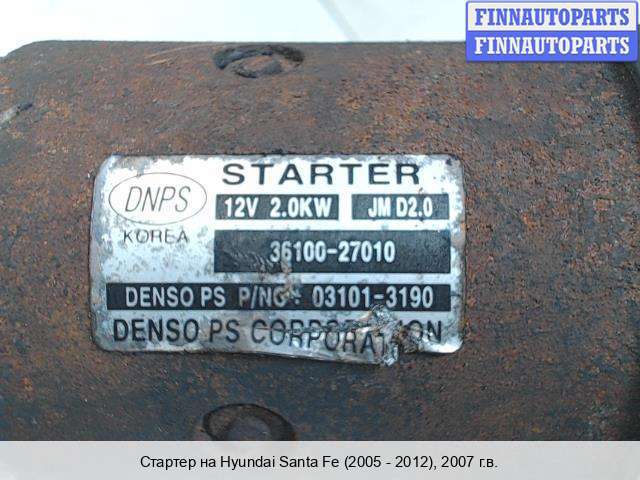 FINNAUTOPARTS
FINNAUTOPARTS
DNPS
KOREA
STARTER
12V 2.0KW JM D2.0
36100-27010
DENSO PS P/NO: 03101-3190
DENSO PS CORPORATION
Стартер на Hyundai Santa Fe (2005 - 2012), 2007 г.в.